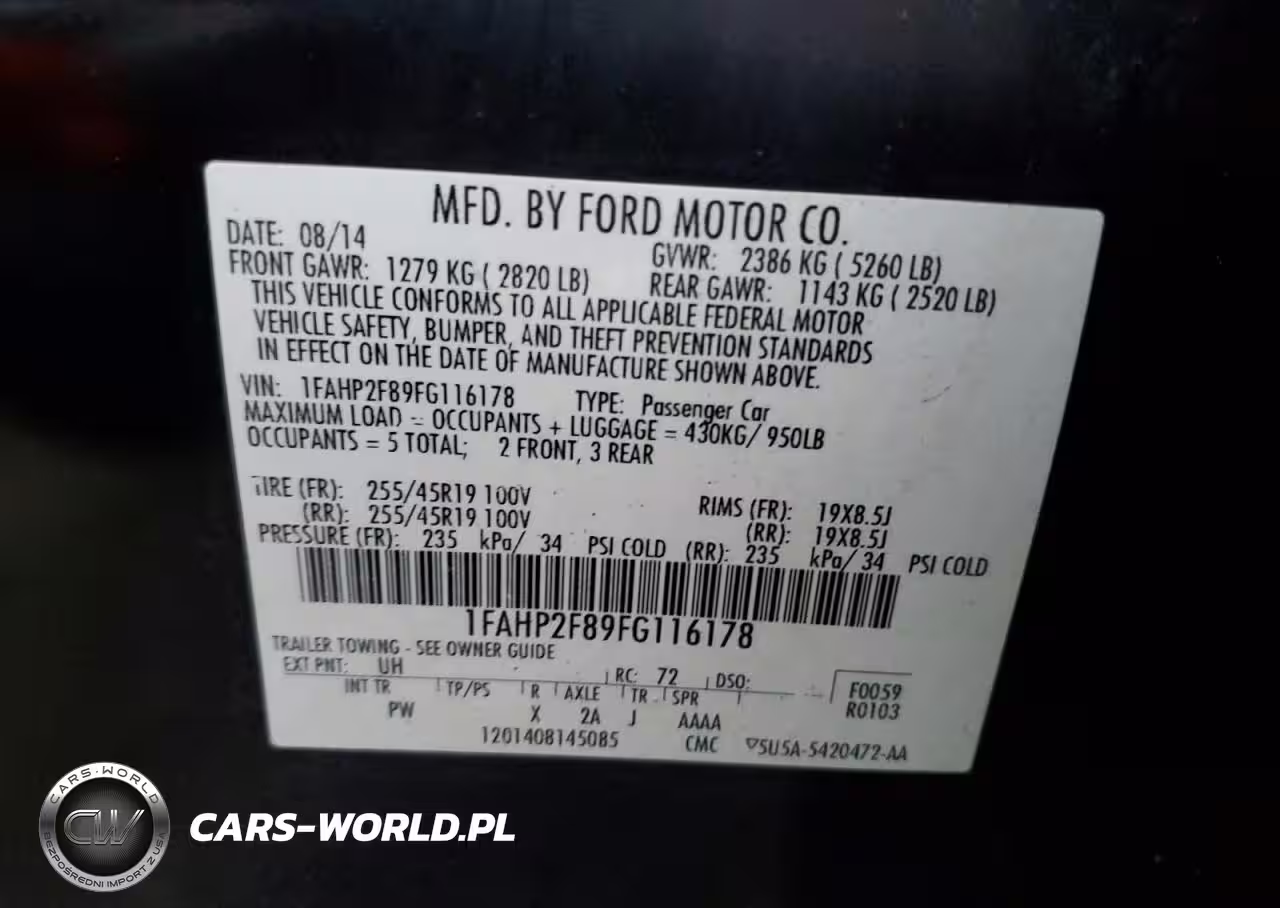 MFD. BY FORD MOTOR CO.
DATE: 08/14 GVWR: 2386 KG ( 5260 LB)
FRONT GAWR: 1279 KG ( 2820 LB) REAR GAWR: 1143 KG ( 2520 LB)
THIS VEHICLE CONFORMS TO ALL APPLICABLE FEDERAL MOTOR
VEHICLE SAFETY, BUMPER, AND THEFT PREVENTION STANDARDS
IN EFFECT ON THE DATE OF MANUFACTURE SHOWN ABOVE.
VIN: 1FAHP2F89FG116178 TYPE: Passenger Car
MAXIMUM LOAD = OCCUPANTS + LUGGAGE = 430KG/ 950LB
OCCUPANTS = 5 TOTAL; 2 FRONT, 3 REAR
TIRE (FR): 255/45R19 100V RIMS (FR): 19X8.5J
(RR): 255/45R19 100V (RR): 19X8.5J
PRESSURE (FR): 235 kPa/ 34 PSI COLD (RR): 235 kPa/ 34 PSI COLD
1FAHP2F89FG116178
TRAILER TOWING - SEE OWNER GUIDE
EXT PNT: UH RC: 72 DSO: F0059
INT TR TP/PS R AXLE TR SPR R0103
PW X 2A J AAAA
1201408145085 CMC ▽5U5A-5420472-AA
CARS-WORLD
CW
BEZPOŚREDNI IMPORT Z USA
CARS-WORLD.PL